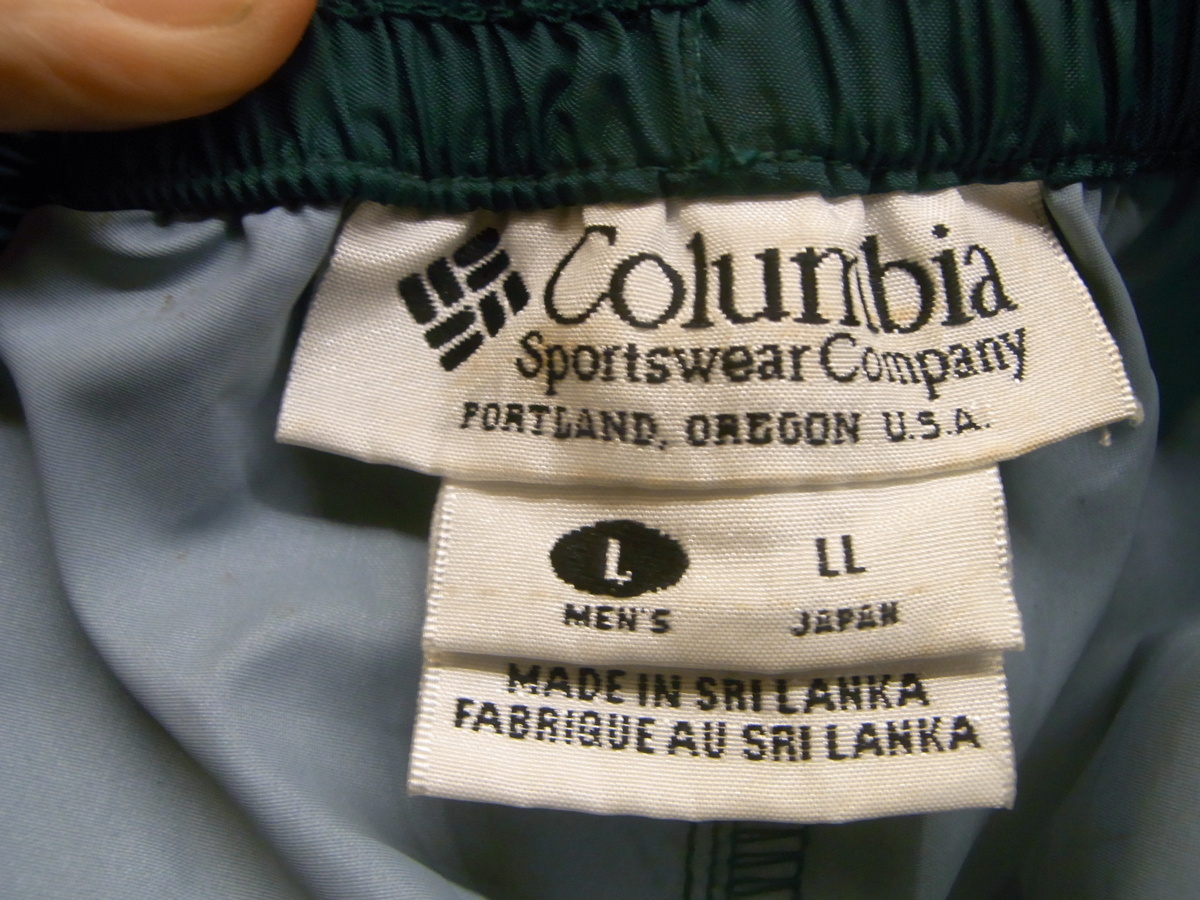 Columbia
Sportswear Company
PORTLAND, OREGON U.S.A.
L LL
MEN'S JAPAN
MADE IN SRI LANKA
FABRIQUE AU SRI LANKA